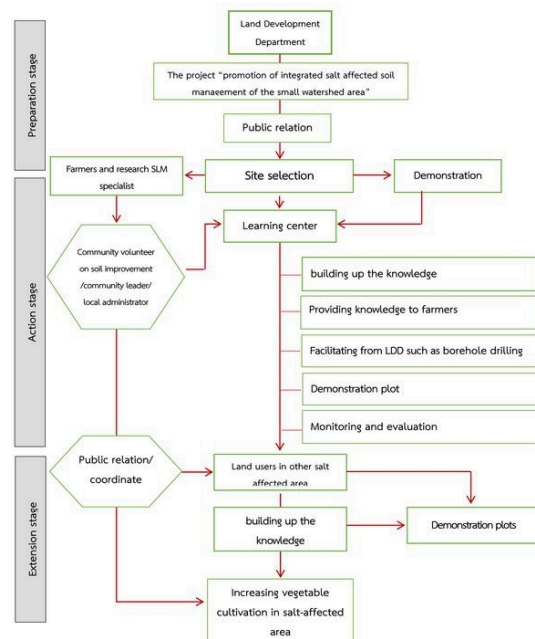 Preparation stage
Land Development
Department
The project "promotion of integrated salt affected soil
manaeement of the small watershed area"
Public relation
Farmers and research SLM
specialist
Site selection
Demonstration
Action stage
Learning center
Community volunteer
on soil improvement
/community leader/
local administrator
building up the knowledge
Providing knowledge to farmers
Facilitating from LDD such as borehole drilling
Demonstration plot
Monitoring and evaluation
Extension stage
Public relation/
coordinate
Land users in other salt
affected area
building up the
knowledge
Demonstration plots
Increasing vegetable
cultivation in salt-affected
area